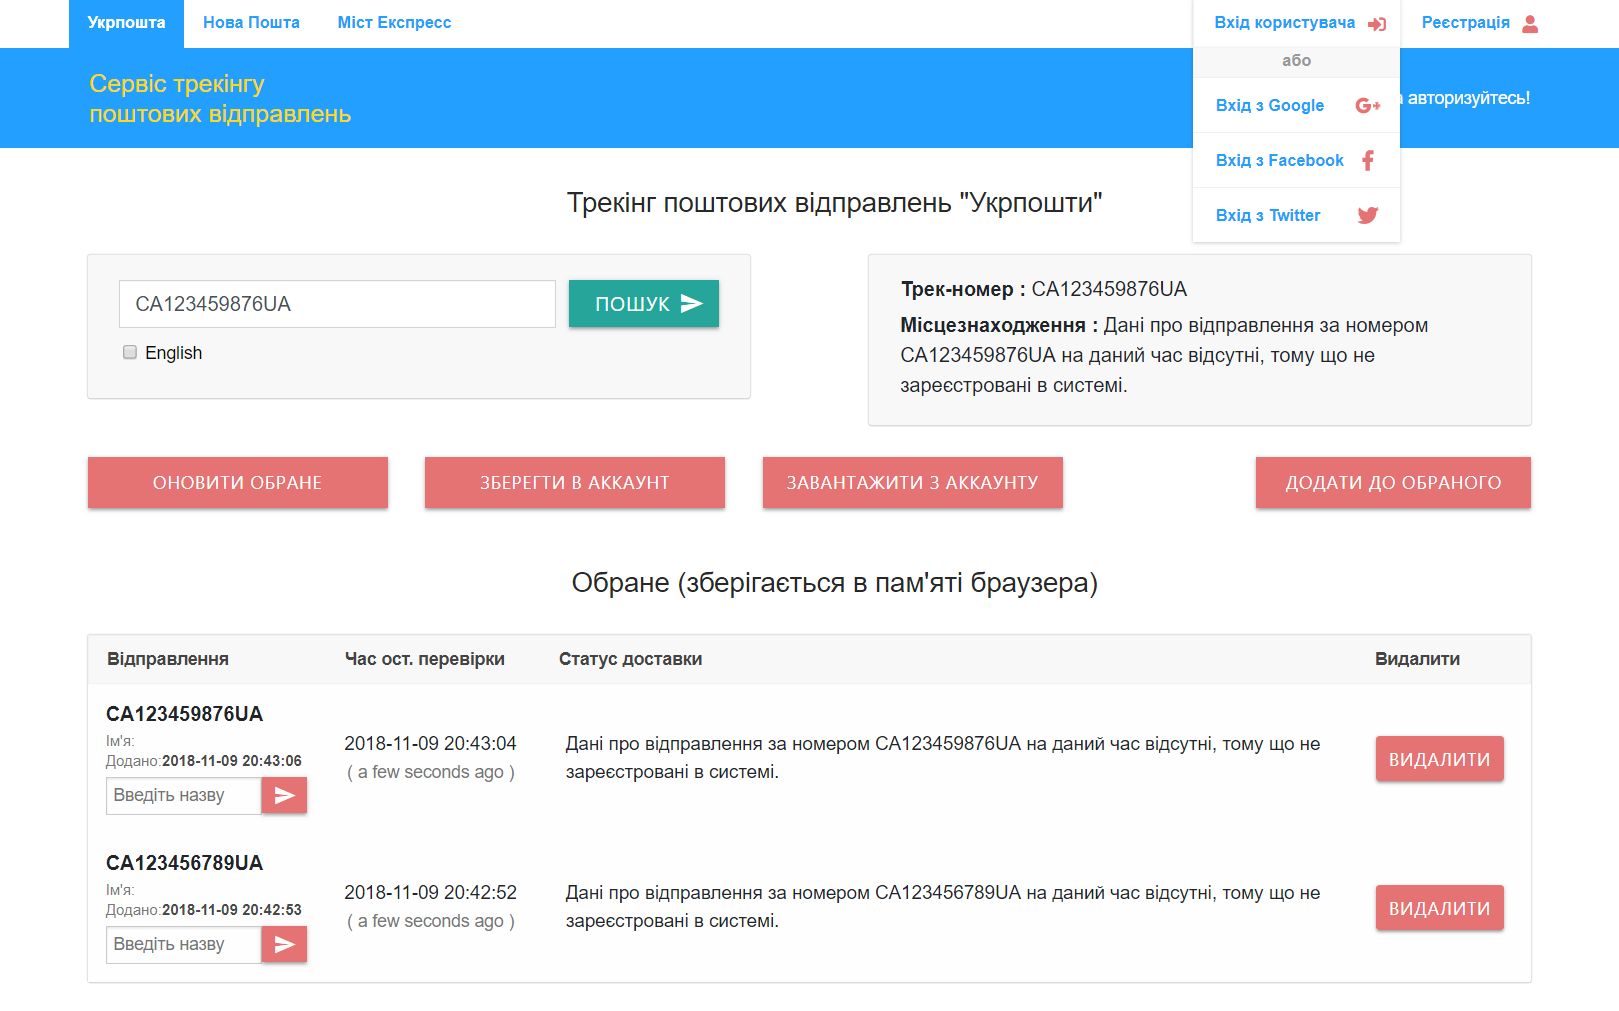 Укрпошта Нова Пошта Міст Експрес Вхід користувача Реєстрація
або
Вхід з Google
Вхід з Facebook
Вхід з Twitter
Сервіс трекінгу
поштових відправлень
авторизуйтесь!
Трекінг поштових відправлень "Укрпошти"
CA123459876UA ПОШУК
English
Трек-номер : CA123459876UA
Місцезнаходження : Дані про відправлення за номером
CA123459876UA на даний час відсутні, тому що не
зареєстровані в системі.
ОНОВИТИ ОБРАНЕ ЗБЕРЕГТИ В АККАУНТ ЗАВАНТАЖИТИ З АККАУНТУ ДОДАТИ ДО ОБРАНОГО
Обране (зберігається в пам'яті браузера)
Відправлення Час ост. перевірки Статус доставки Видалити
CA123459876UA
Ім'я:
Додано:2018-11-09 20:43:06
Введіть назву
2018-11-09 20:43:04
( a few seconds ago )
Дані про відправлення за номером CA123459876UA на даний час відсутні, тому що не
зареєстровані в системі.
ВИДАЛИТИ
CA123456789UA
Ім'я:
Додано:2018-11-09 20:42:53
Введіть назву
2018-11-09 20:42:52
( a few seconds ago )
Дані про відправлення за номером CA123456789UA на даний час відсутні, тому що не
зареєстровані в системі.
ВИДАЛИТИ